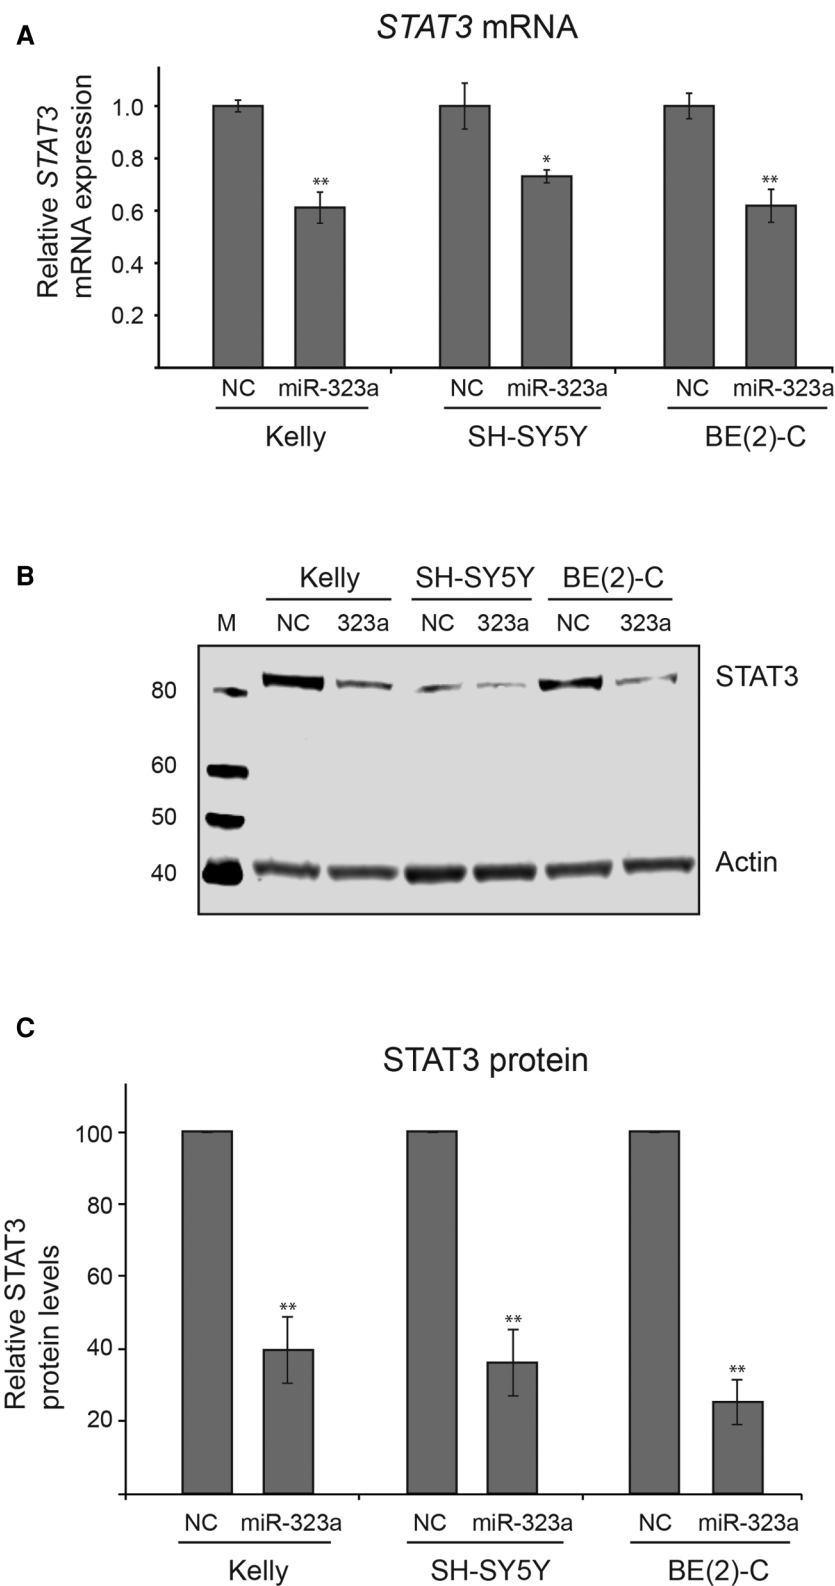 A
STAT3 mRNA
Relative STAT3
mRNA expression
1.0
0.8
0.6
0.4
0.2
**
*
**
NC miR-323a NC miR-323a NC miR-323a
Kelly SH-SY5Y BE(2)-C
B
Kelly SH-SY5Y BE(2)-C
M NC 323a NC 323a NC 323a
80
60
50
40
STAT3
Actin
C
STAT3 protein
Relative STAT3
protein levels
100
80
60
40
20
**
**
**
NC miR-323a NC miR-323a NC miR-323a
Kelly SH-SY5Y BE(2)-C